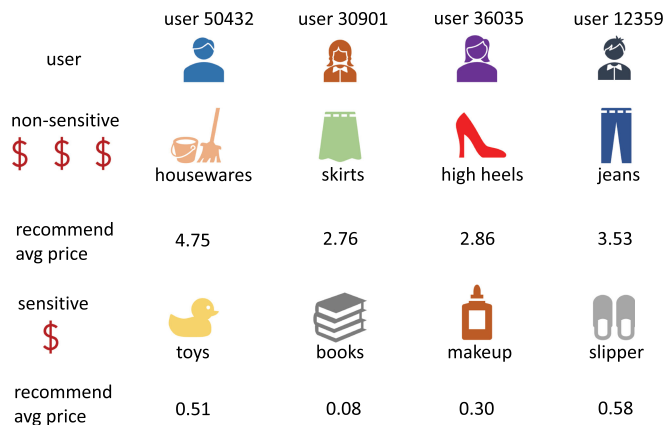 user 50432 user 30901 user 36035 user 12359
user
non-sensitive
$ $ $
housewares skirts high heels jeans
recommend
avg price
4.75 2.76 2.86 3.53
sensitive
$
toys books makeup slipper
recommend
avg price
0.51 0.08 0.30 0.58